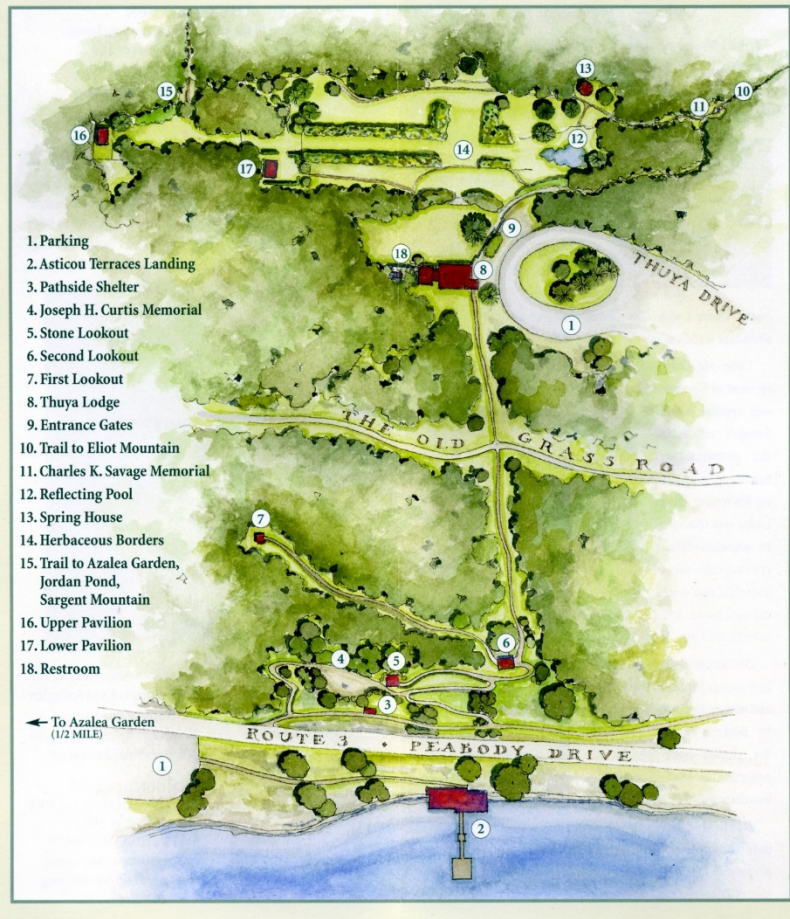 15
13
10
11
16
12
17
14
9
18
8
THUYA DRIVE
1
1. Parking
2. Asticou Terraces Landing
3. Pathside Shelter
4. Joseph H. Curtis Memorial
5. Stone Lookout
6. Second Lookout
7. First Lookout
8. Thuya Lodge
9. Entrance Gates
10. Trail to Eliot Mountain
11. Charles K. Savage Memorial
12. Reflecting Pool
13. Spring House
14. Herbaceous Borders
15. Trail to Azalea Garden,
Jordan Pond,
Sargent Mountain
16. Upper Pavilion
17. Lower Pavilion
18. Restroom
THE OLD GRASS ROAD
7
6
4
5
3
To Azalea Garden
(1/2 MILE)
ROUTE 3 • PEABODY DRIVE
1
2